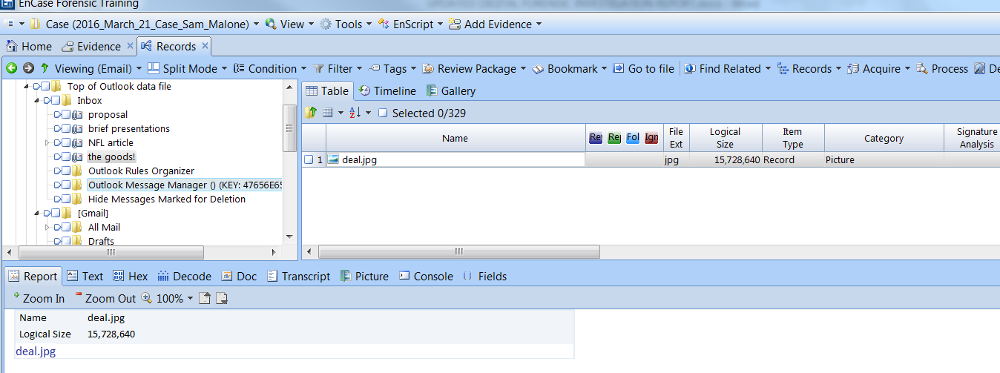 EnCase Forensic Training
Case (2016_March_21_Case_Sam_Malone) View Tools EnScript Add Evidence
Home Evidence Records
Viewing (Email) Split Mode Condition Filter Tags Review Package Bookmark Go to file Find Related Records Acquire Process De
Top of Outlook data file
Inbox
proposal
brief presentations
NFL article
the goods!
Outlook Rules Organizer
Outlook Message Manager () (KEY: 47656E65
Hide Messages Marked for Deletion
[Gmail]
All Mail
Drafts
Table Timeline Gallery
Selected 0/329
Name Re Re Fol Ign File Ext Logical Size Item Type Category Signature Analysis
1 deal.jpg jpg 15,728,640 Record Picture
Report Text Hex Decode Doc Transcript Picture Console Fields
Zoom In Zoom Out 100%
Name deal.jpg
Logical Size 15,728,640
deal.jpg